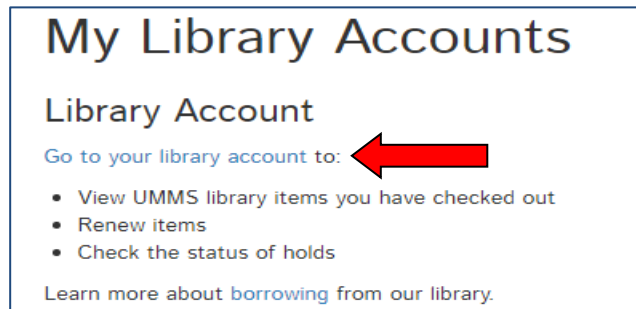 My Library Accounts
Library Account
Go to your library account to:
• View UMMS library items you have checked out
• Renew items
• Check the status of holds
Learn more about borrowing from our library.